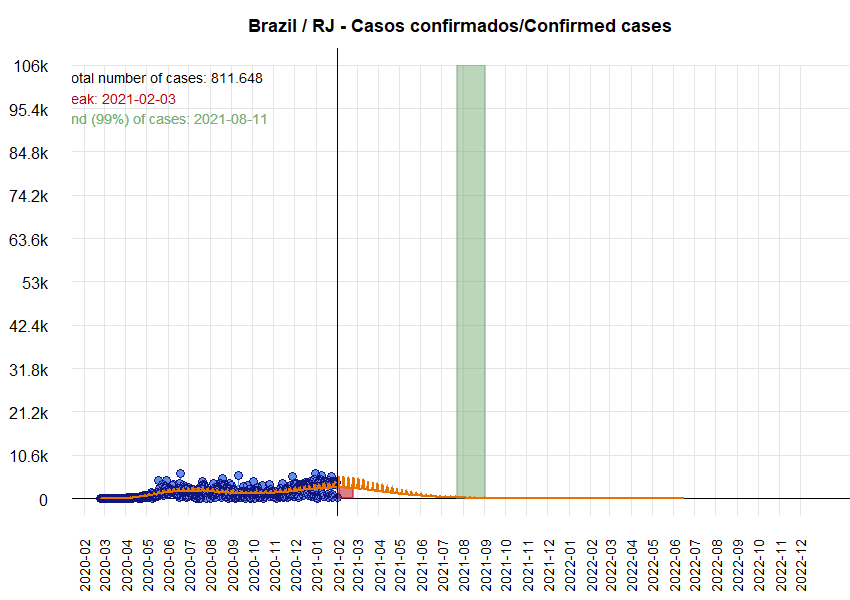 Brazil / RJ - Casos confirmados/Confirmed cases
106k
otal number of cases: 811.648
eak: 2021-02-03
95.4k
nd (99%) of cases: 2021-08-11
84.8k
74.2k
63.6k
53k
42.4k
31.8k
21.2k
10.6k
0
2020-02
2020-03
2020-04
2020-05
2020-06
2020-07
2020-08
2020-09
2020-10
2020-11
2020-12
2021-01
2021-02
2021-03
2021-04
2021-05
2021-06
2021-07
2021-08
2021-09
2021-10
2021-11
2021-12
2022-01
2022-02
2022-03
2022-04
2022-05
2022-06
2022-07
2022-08
2022-09
2022-10
2022-11
2022-12